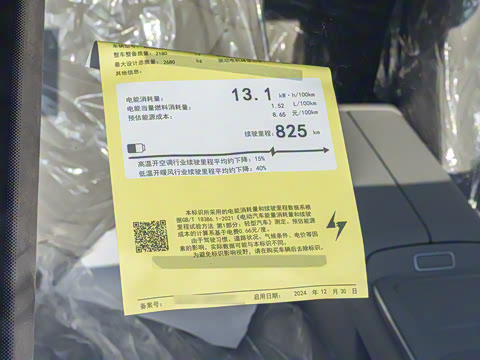 整车整备质量: 2180 kg
最大设计总质量: 2680 kg
其他信息:
电能消耗量: 13.1 kW·h/100km
电能当量燃料消耗量: 1.52 L/100km
预估能源成本: 8.65 元/100km
续驶里程: 825 km
高温开空调行业续驶里程平均约下降: 15%
低温开暖风行业续驶里程平均约下降: 40%
本标识所采用的电能消耗量和续驶里程数据系根
据GB/T 18386.1-2021《电动汽车能量消耗量和续驶
里程试验方法 第1部分: 轻型汽车》测定。预估能源
成本的计算系基于电费0.66元/度。
由于驾驶习惯、道路状况、气候条件、电价等因
素的影响, 实际数据可能与本标识不同。
为避免标识影响视野, 请在购买车辆后去除标识。
备案号:
启用日期: 2024 年 12 月 30 日